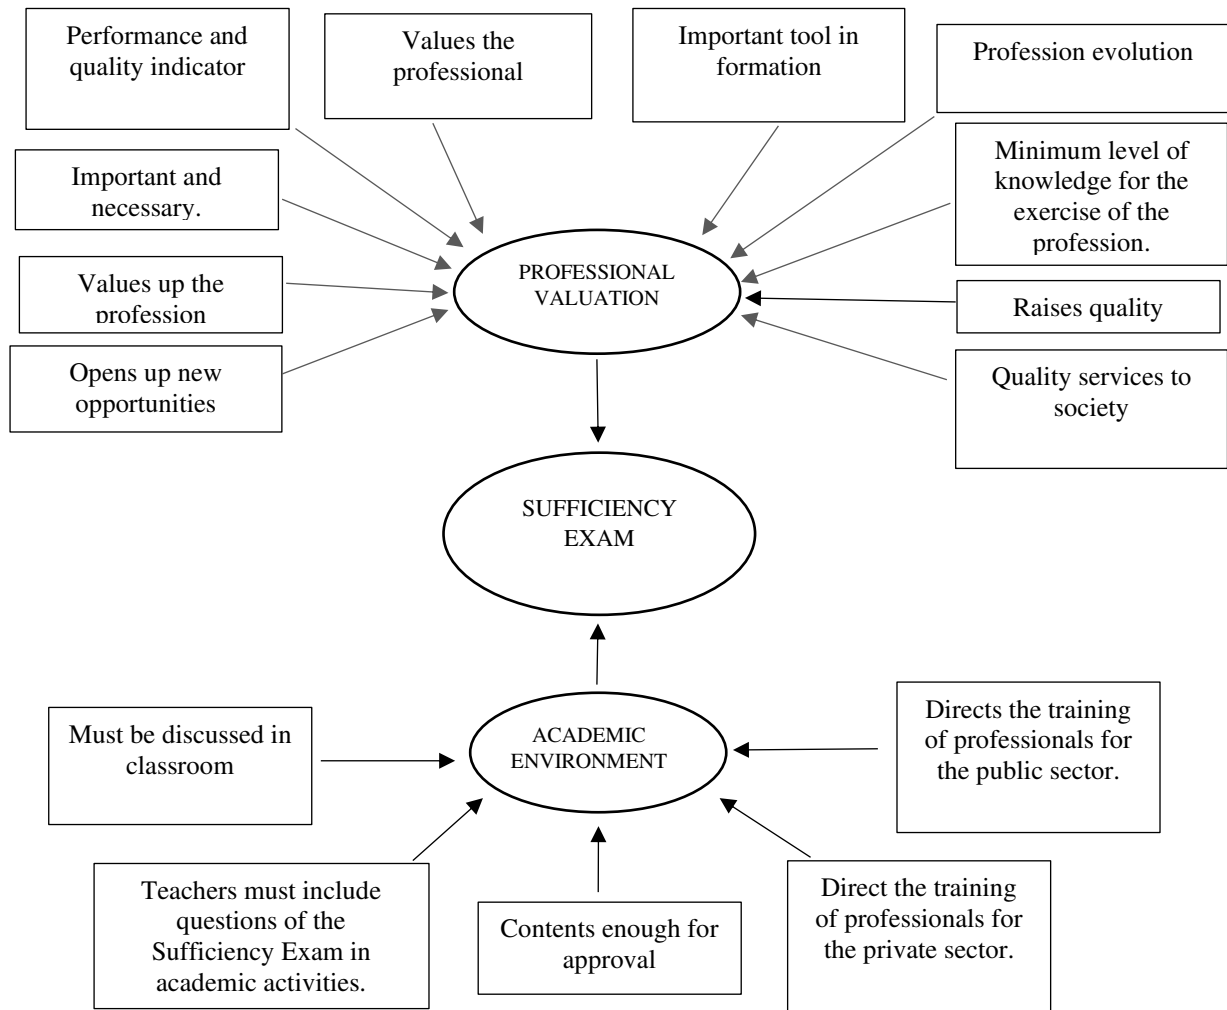 Performance and
quality indicator
Values the
professional
Important tool in
formation
Profession evolution
Important and
necessary.
Minimum level of
knowledge for the
exercise of the
profession.
Values up the
profession
PROFESSIONAL
VALUATION
Raises quality
Opens up new
opportunities
Quality services to
society
SUFFICIENCY
EXAM
Must be discussed in
classroom
ACADEMIC
ENVIRONMENT
Directs the training
of professionals for
the public sector.
Teachers must include
questions of the
Sufficiency Exam in
academic activities.
Contents enough for
approval
Direct the training
of professionals for
the private sector.